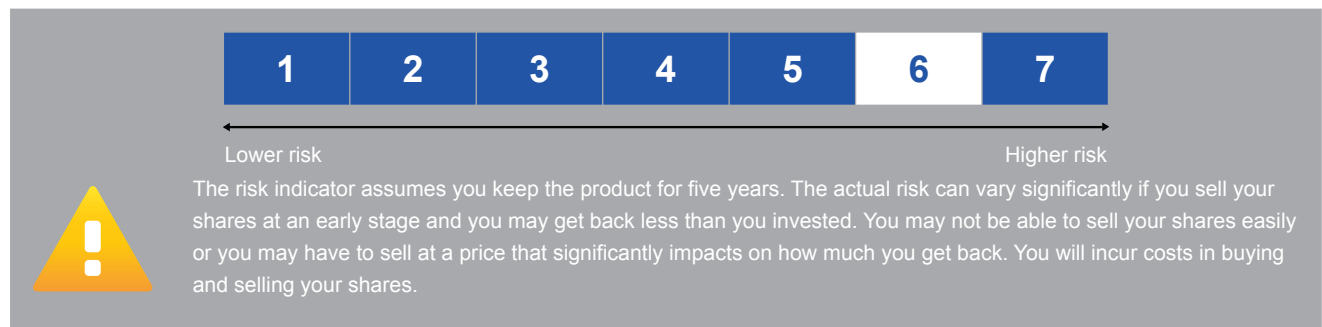 1 2 3 4 5 6 7
Lower risk Higher risk
The risk indicator assumes you keep the product for five years. The actual risk can vary significantly if you sell your
shares at an early stage and you may get back less than you invested. You may not be able to sell your shares easily
or you may have to sell at a price that significantly impacts on how much you get back. You will incur costs in buying
and selling your shares.